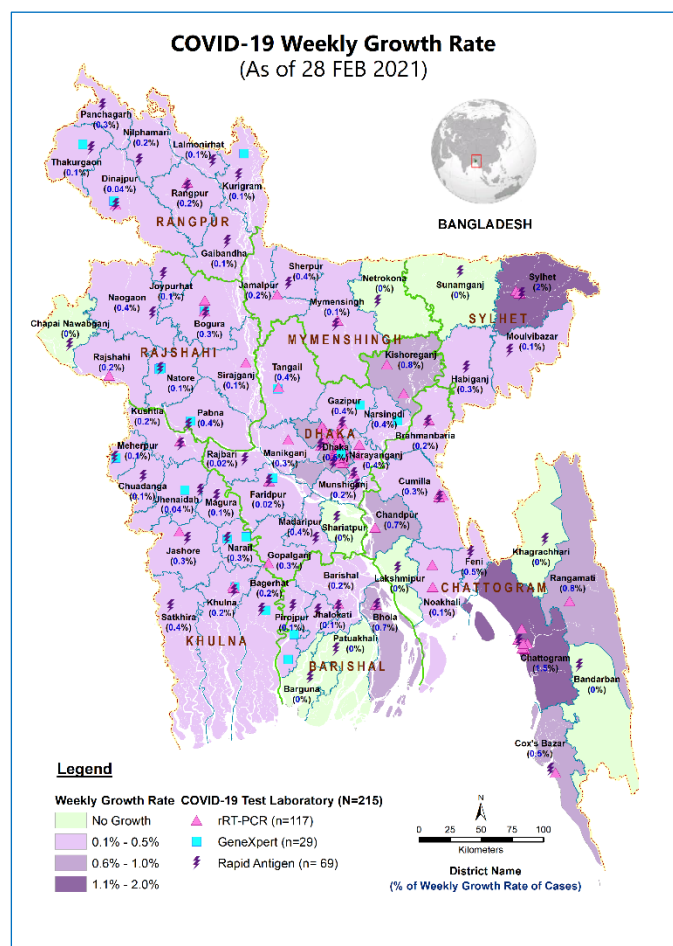 COVID-19 Weekly Growth Rate
(As of 28 FEB 2021)
BANGLADESH
Panchagarh
(0.3%)
Nilphamari
(0.2%)
Lalmonirhat
(0.1%)
Thakurgaon
(0.1%)
Dinajpur
(0.04%)
Rangpur
(0.2%)
Kurigram
(0.1%)
RANGPUR
Gaibandha
(0.1%)
Joypurhat
(0.1%)
Naogaon
(0.4%)
Chapai Nawabganj
(0%)
Bogura
(0.3%)
Jamalpur
(0.2%)
Sherpur
(0.4%)
Mymensingh
(0.1%)
Netrokona
(0%)
Sunamganj
(0%)
Sylhet
(2%)
SYLHET
Moulvibazar
(0.1%)
Habiganj
(0.3%)
MYMENSHINGH
Kishoreganj
(0.8%)
RAJSHAHI
Rajshahi
(0.2%)
Natore
(0.1%)
Sirajganj
(0.1%)
Tangail
(0.4%)
Gazipur
(0.4%)
Narsingdi
(0.4%)
Kushtia
(0.2%)
Pabna
(0.4%)
DHAKA
Dhaka
Brahmanbaria
(0.2%)
Meherpur
(0.1%)
Rajbari
(0.02%)
Manikganj
(0.3%)
Narayanganj
(0.4%)
Chuadanga
(0.1%)
Jhenaidah
(0.04%)
Magura
(0.1%)
Faridpur
(0.02%)
Munshiganj
(0.2%)
Cumilla
(0.3%)
Madaripur
(0.4%)
Shariatpur
(0%)
Chandpur
(0.7%)
Khagrachhari
(0%)
Jashore
(0.3%)
Narail
(0.3%)
Gopalganj
(0.3%)
Feni
(0.5%)
Rangamati
(0.8%)
Lakshmipur
(0%)
CHATTOGRAM
Noakhali
(0.1%)
Barishal
(0.2%)
Bagerhat
(0.2%)
Khulna
(0.2%)
Satkhira
(0.4%)
Pirojpur
(0.1%)
Jhalokati
(0.1%)
Bhola
(0.7%)
KHULNA
Patuakhali
(0%)
BARISHAL
Barguna
(0%)
Chattogram
Bandarban
(0%)
Cox's Bazar
(0.5%)
Legend
Weekly Growth Rate
No Growth
0.1% - 0.5%
0.6% - 1.0%
1.1% - 2.0%
COVID-19 Test Laboratory (N=215)
rRT-PCR (n=117)
GeneXpert (n=29)
Rapid Antigen (n= 69)
N
0 25 50 75 100
Kilometers
District Name
(% of Weekly Growth Rate of Cases)